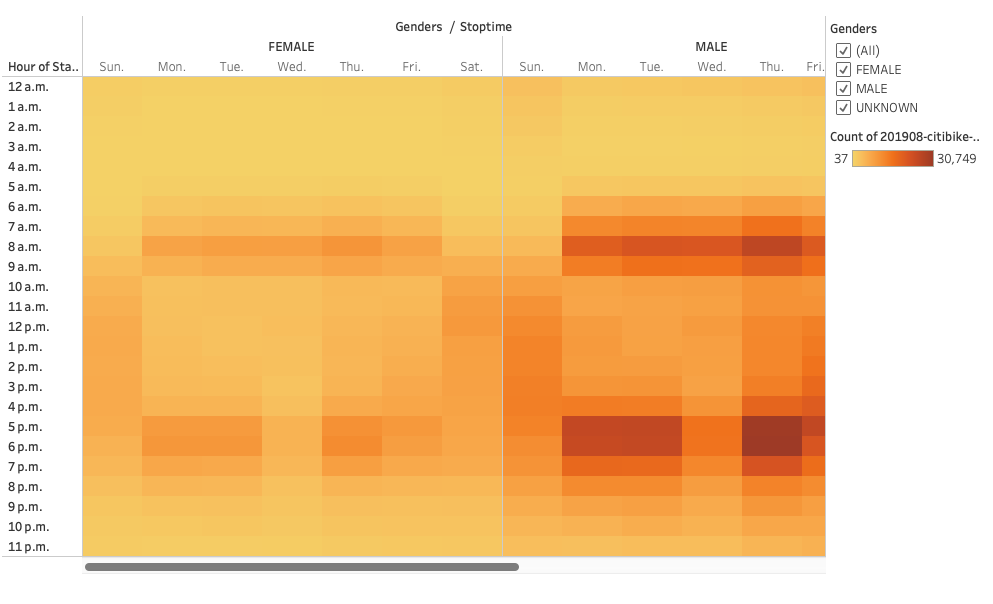 Genders / Stoptime
FEMALE MALE
Hour of Sta.. Sun. Mon. Tue. Wed. Thu. Fri. Sat. Sun. Mon. Tue. Wed. Thu. Fri.
12 a.m.
1 a.m.
2 a.m.
3 a.m.
4 a.m.
5 a.m.
6 a.m.
7 a.m.
8 a.m.
9 a.m.
10 a.m.
11 a.m.
12 p.m.
1 p.m.
2 p.m.
3 p.m.
4 p.m.
5 p.m.
6 p.m.
7 p.m.
8 p.m.
9 p.m.
10 p.m.
11 p.m.
Genders
(All)
FEMALE
MALE
UNKNOWN
Count of 201908-citibike-..
37 30,749